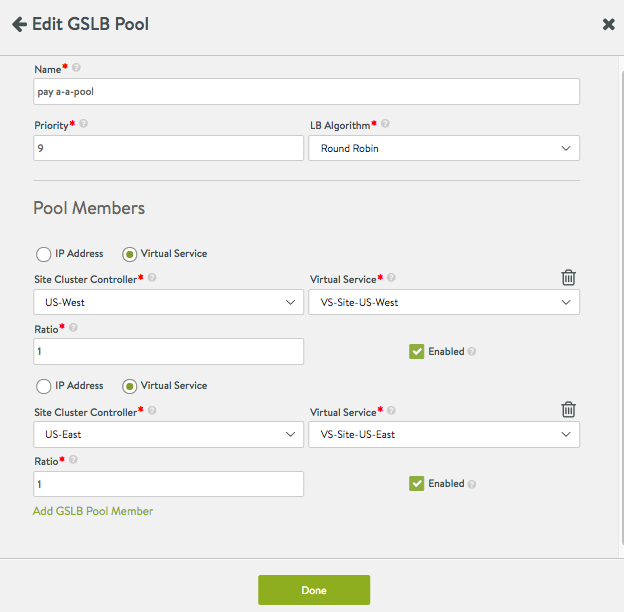 Edit GSLB Pool
Name* ?
pay a-a-pool
Priority* ? LB Algorithm* ?
9 Round Robin
Pool Members
IP Address Virtual Service
Site Cluster Controller* ? Virtual Service* ?
US-West VS-Site-US-West
Ratio* ?
1 Enabled ?
IP Address Virtual Service
Site Cluster Controller* ? Virtual Service* ?
US-East VS-Site-US-East
Ratio* ?
1 Enabled ?
Add GSLB Pool Member
Done